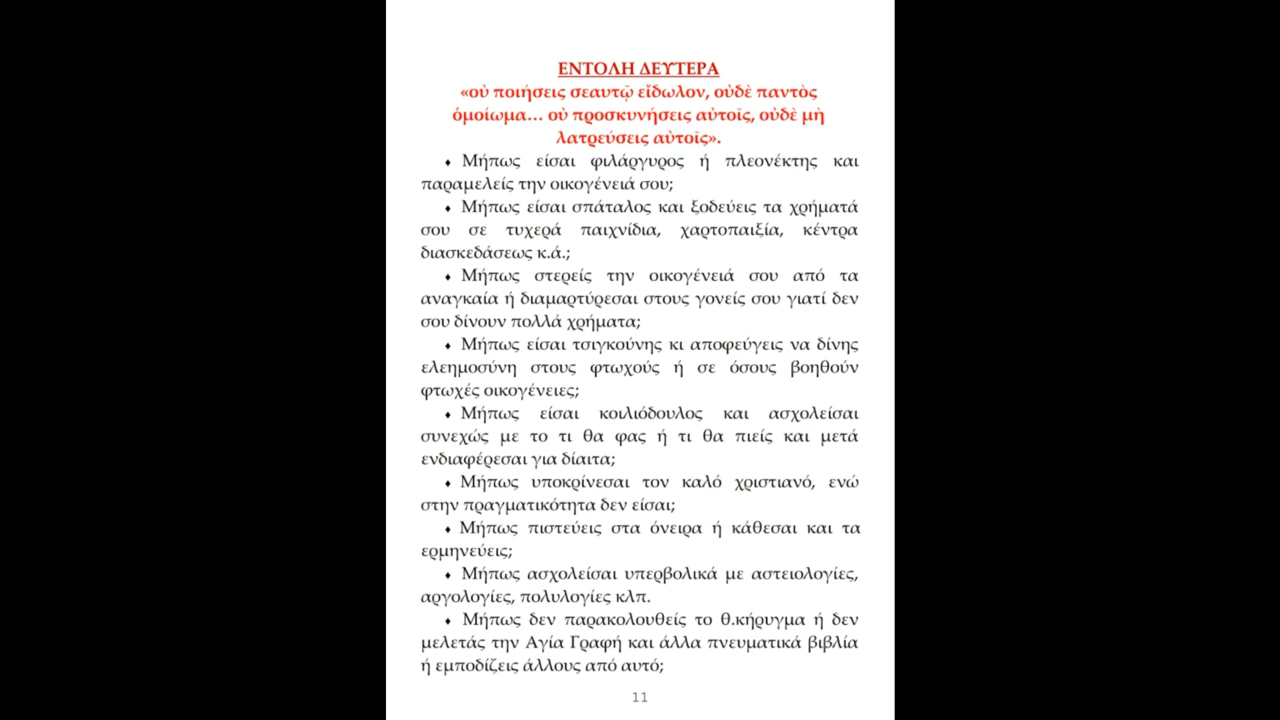 ΕΝΤΟΛΗ ΔΕΥΤΕΡΑ
«οὐ ποιήσεις σεαυτῷ εἴδωλον, οὐδὲ παντὸς
ὁμοίωμα… οὐ προσκυνήσεις αὐτοῖς, οὐδὲ μὴ
λατρεύσεις αὐτοῖς».
♦ Μήπως είσαι φιλάργυρος ή πλεονέκτης και
παραμελείς την οικογένειά σου;
♦ Μήπως είσαι σπάταλος και ξοδεύεις τα χρήματά
σου σε τυχερά παιχνίδια, χαρτοπαιξία, κέντρα
διασκεδάσεως κ.ά.;
♦ Μήπως στερείς την οικογένειά σου από τα
αναγκαία ή διαμαρτύρεσαι στους γονείς σου γιατί δεν
σου δίνουν πολλά χρήματα;
♦ Μήπως είσαι τσιγκούνης κι αποφεύγεις να δίνης
ελεημοσύνη στους φτωχούς ή σε όσους βοηθούν
φτωχές οικογένειες;
♦ Μήπως είσαι κοιλιόδουλος και ασχολείσαι
συνεχώς με το τι θα φας ή τι θα πιείς και μετά
ενδιαφέρεσαι για δίαιτα;
♦ Μήπως υποκρίνεσαι τον καλό χριστιανό, ενώ
στην πραγματικότητα δεν είσαι;
♦ Μήπως πιστεύεις στα όνειρα ή κάθεσαι και τα
ερμηνεύεις;
♦ Μήπως ασχολείσαι υπερβολικά με αστειολογίες,
αργολογίες, πολυλογίες κλπ.
♦ Μήπως δεν παρακολουθείς το θ.κήρυγμα ή δεν
μελετάς την Αγία Γραφή και άλλα πνευματικά βιβλία
ή εμποδίζεις άλλους από αυτό;
11